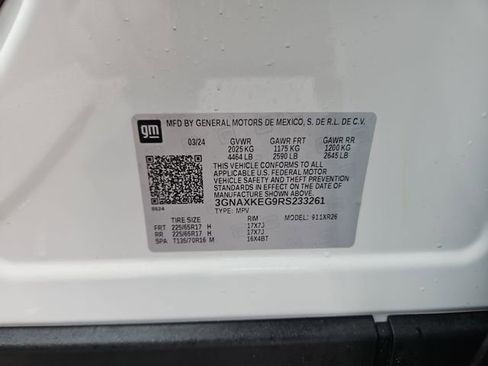 gm
MFD BY GENERAL MOTORS DE MEXICO, S. DE R.L. DE C.V.
03/24 GVWR GAWR FRT GAWR RR
2025 KG 1175 KG 1200 KG
4464 LB 2590 LB 2645 LB
THIS VEHICLE CONFORMS TO ALL
APPLICABLE U.S. FEDERAL MOTOR
VEHICLE SAFETY AND THEFT PREVENTION
STANDARDS IN EFFECT ON THE DATE OF
MANUFACTURE SHOWN ABOVE.
3GNAXKEG9RS233261
TYPE: MPV MODEL: 911XR26
TIRE SIZE RIM
FRT 225/65R17 H 17X7J
RR 225/65R17 H 17X7J
SPA T135/70R16 M 16X4BT